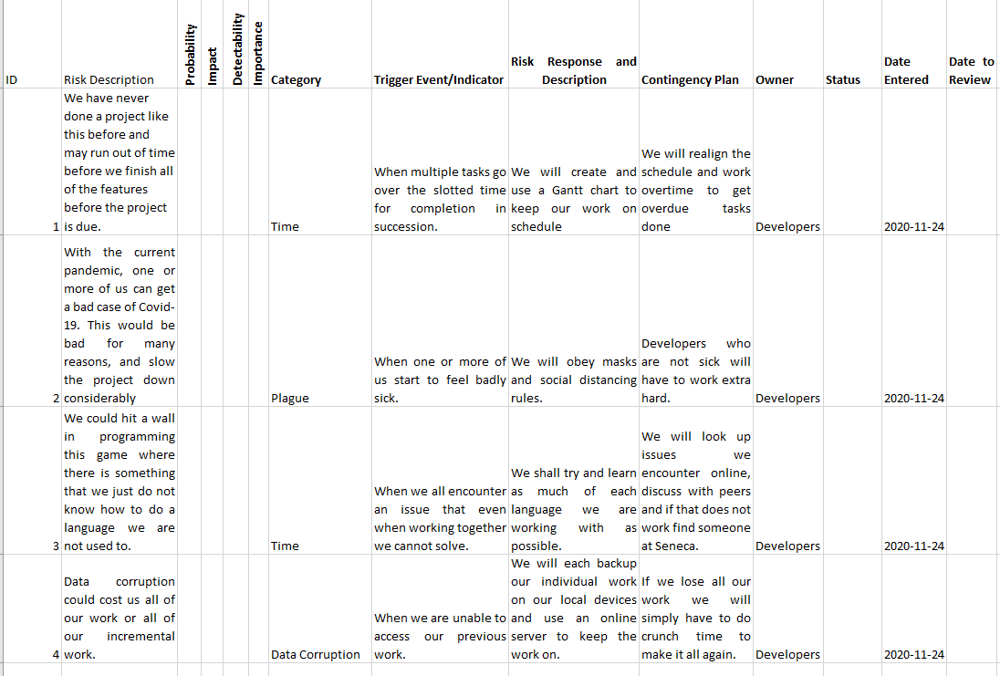 ID
Risk Description
Probability
Impact
Detectability
Importance
Category
Trigger Event/Indicator
Risk Response and
Description
Contingency Plan
Owner
Status
Date
Entered
Date to
Review
1
We have never
done a project like
this before and
may run out of time
before we finish all
of the features
before the project
is due.
Time
When multiple tasks go
over the slotted time
for completion in
succession.
We will create and
use a Gantt chart to
keep our work on
schedule
We will realign the
schedule and work
overtime to get
overdue tasks
done
Developers
2020-11-24
2
With the current
pandemic, one or
more of us can get
a bad case of Covid-
19. This would be
bad for many
reasons, and slow
the project down
considerably
Plague
When one or more of
us start to feel badly
sick.
We will obey masks
and social distancing
rules.
Developers who
are not sick will
have to work extra
hard.
Developers
2020-11-24
3
We could hit a wall
in programming
this game where
there is something
that we just do not
know how to do a
language we are
not used to.
Time
When we all encounter
an issue that even
when working together
we cannot solve.
We shall try and learn
as much of each
language we are
working with as
possible.
We will look up
issues we
encounter online,
discuss with peers
and if that does not
work find someone
at Seneca.
Developers
2020-11-24
4
Data corruption
could cost us all of
our work or all of
our incremental
work.
Data Corruption
When we are unable to
access our previous
work.
We will each backup
our individual work
on our local devices
and use an online
server to keep the
work on.
If we lose all our
work we will
simply have to do
crunch time to
make it all again.
Developers
2020-11-24